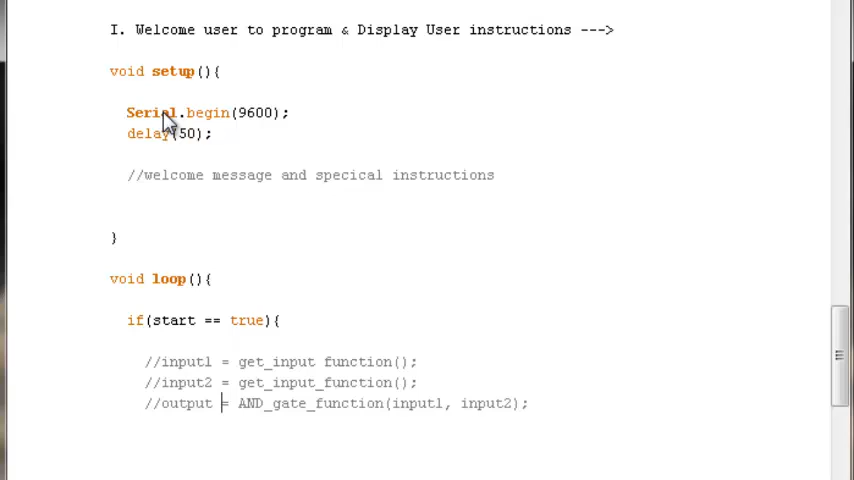 I. Welcome user to program & Display User instructions --->
void setup(){
Serial.begin(9600);
delay(50);
//welcome message and specical instructions
}
void loop(){
if(start == true){
//input1 = get_input function();
//input2 = get_input_function();
//output = AND_gate_function(input1, input2);